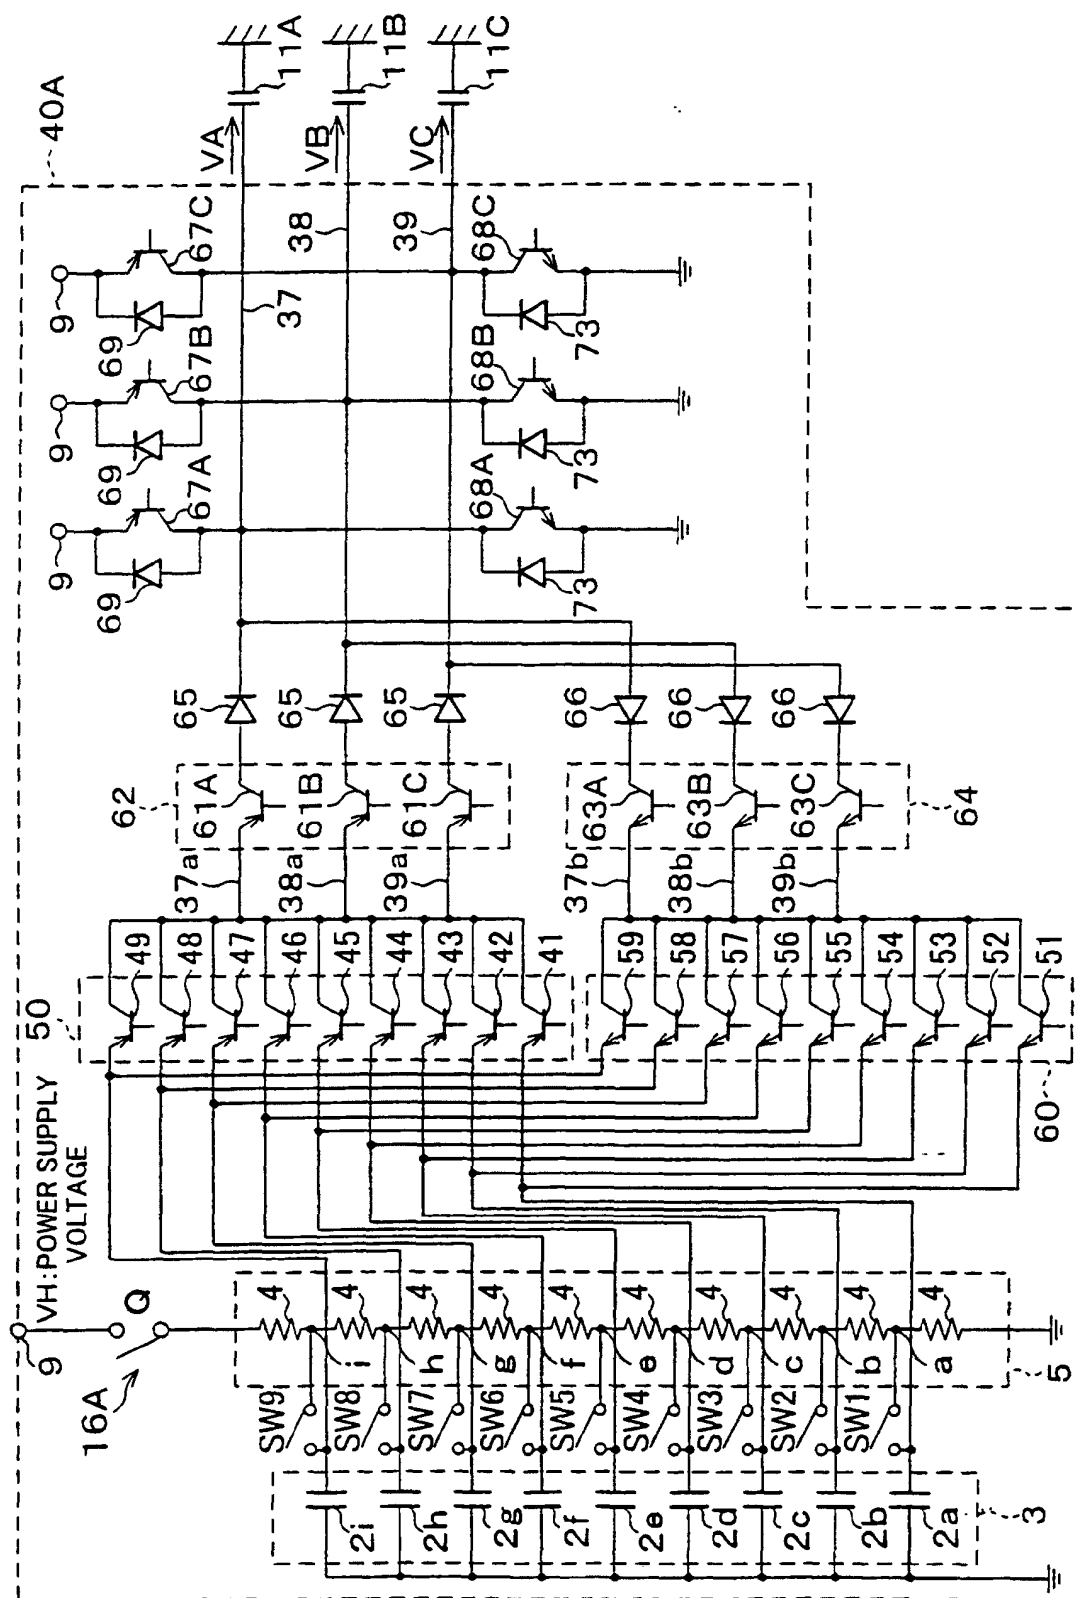 40A
11A
11B
11C
VA
VB
VC
9
9
9
69
69
69
67A
67B
67C
37
38
39
68A
68B
68C
73
73
73
65
65
65
66
66
66
62
61A
61B
61C
63A
63B
63C
64
37a
38a
39a
37b
38b
39b
50
49
48
47
46
45
44
43
42
41
59
58
57
56
55
54
53
52
51
60
VH:POWER SUPPLY
VOLTAGE
9
Q
16A
4
4
4
4
4
4
4
4
4
4
i
h
g
f
e
d
c
b
a
5
SW9
SW8
SW7
SW6
SW5
SW4
SW3
SW2
SW1
2i
2h
2g
2f
2e
2d
2c
2b
2a
3